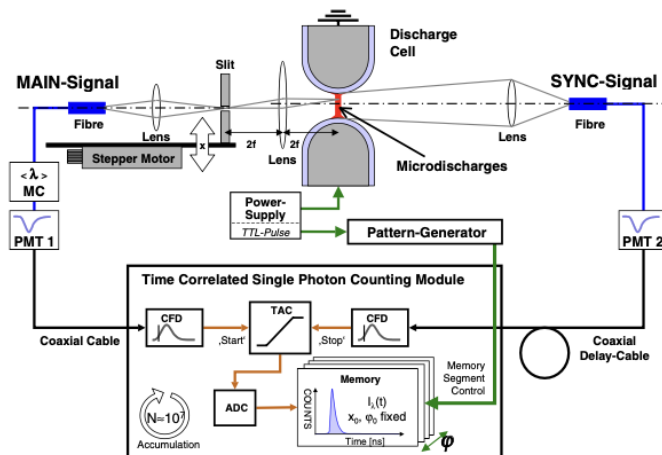 Discharge
Cell
Slit
MAIN-Signal
SYNC-Signal
Fibre
Lens
x
2f
2f
Lens
Lens
Fibre
Stepper Motor
Microdischarges
<λ>
MC
PMT 1
Power-
Supply
TTL-Pulse
Pattern-Generator
PMT 2
Time Correlated Single Photon Counting Module
CFD
TAC
CFD
Coaxial Cable
‚Start'
‚Stop'
Coaxial
Delay-Cable
Memory
Segment
Control
ADC
Memory
COUNTS
Iλ(t)
x₀, φ₀ fixed
Time [ns]
N≈10⁷
Accumulation
φ